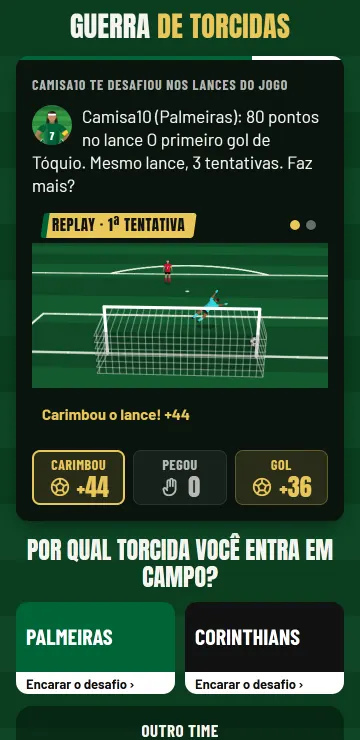 GUERRA DE TORCIDAS
CAMISA10 TE DESAFIOU NOS LANCES DO JOGO
7
Camisa10 (Palmeiras): 80 pontos
no lance O primeiro gol de
Tóquio. Mesmo lance, 3 tentativas. Faz
mais?
REPLAY · 1ª TENTATIVA
Carimbou o lance! +44
CARIMBOU
+44
PEGOU
0
GOL
+36
POR QUAL TORCIDA VOCÊ ENTRA EM
CAMPO?
PALMEIRAS
Encarar o desafio ›
CORINTHIANS
Encarar o desafio ›
OUTRO TIME